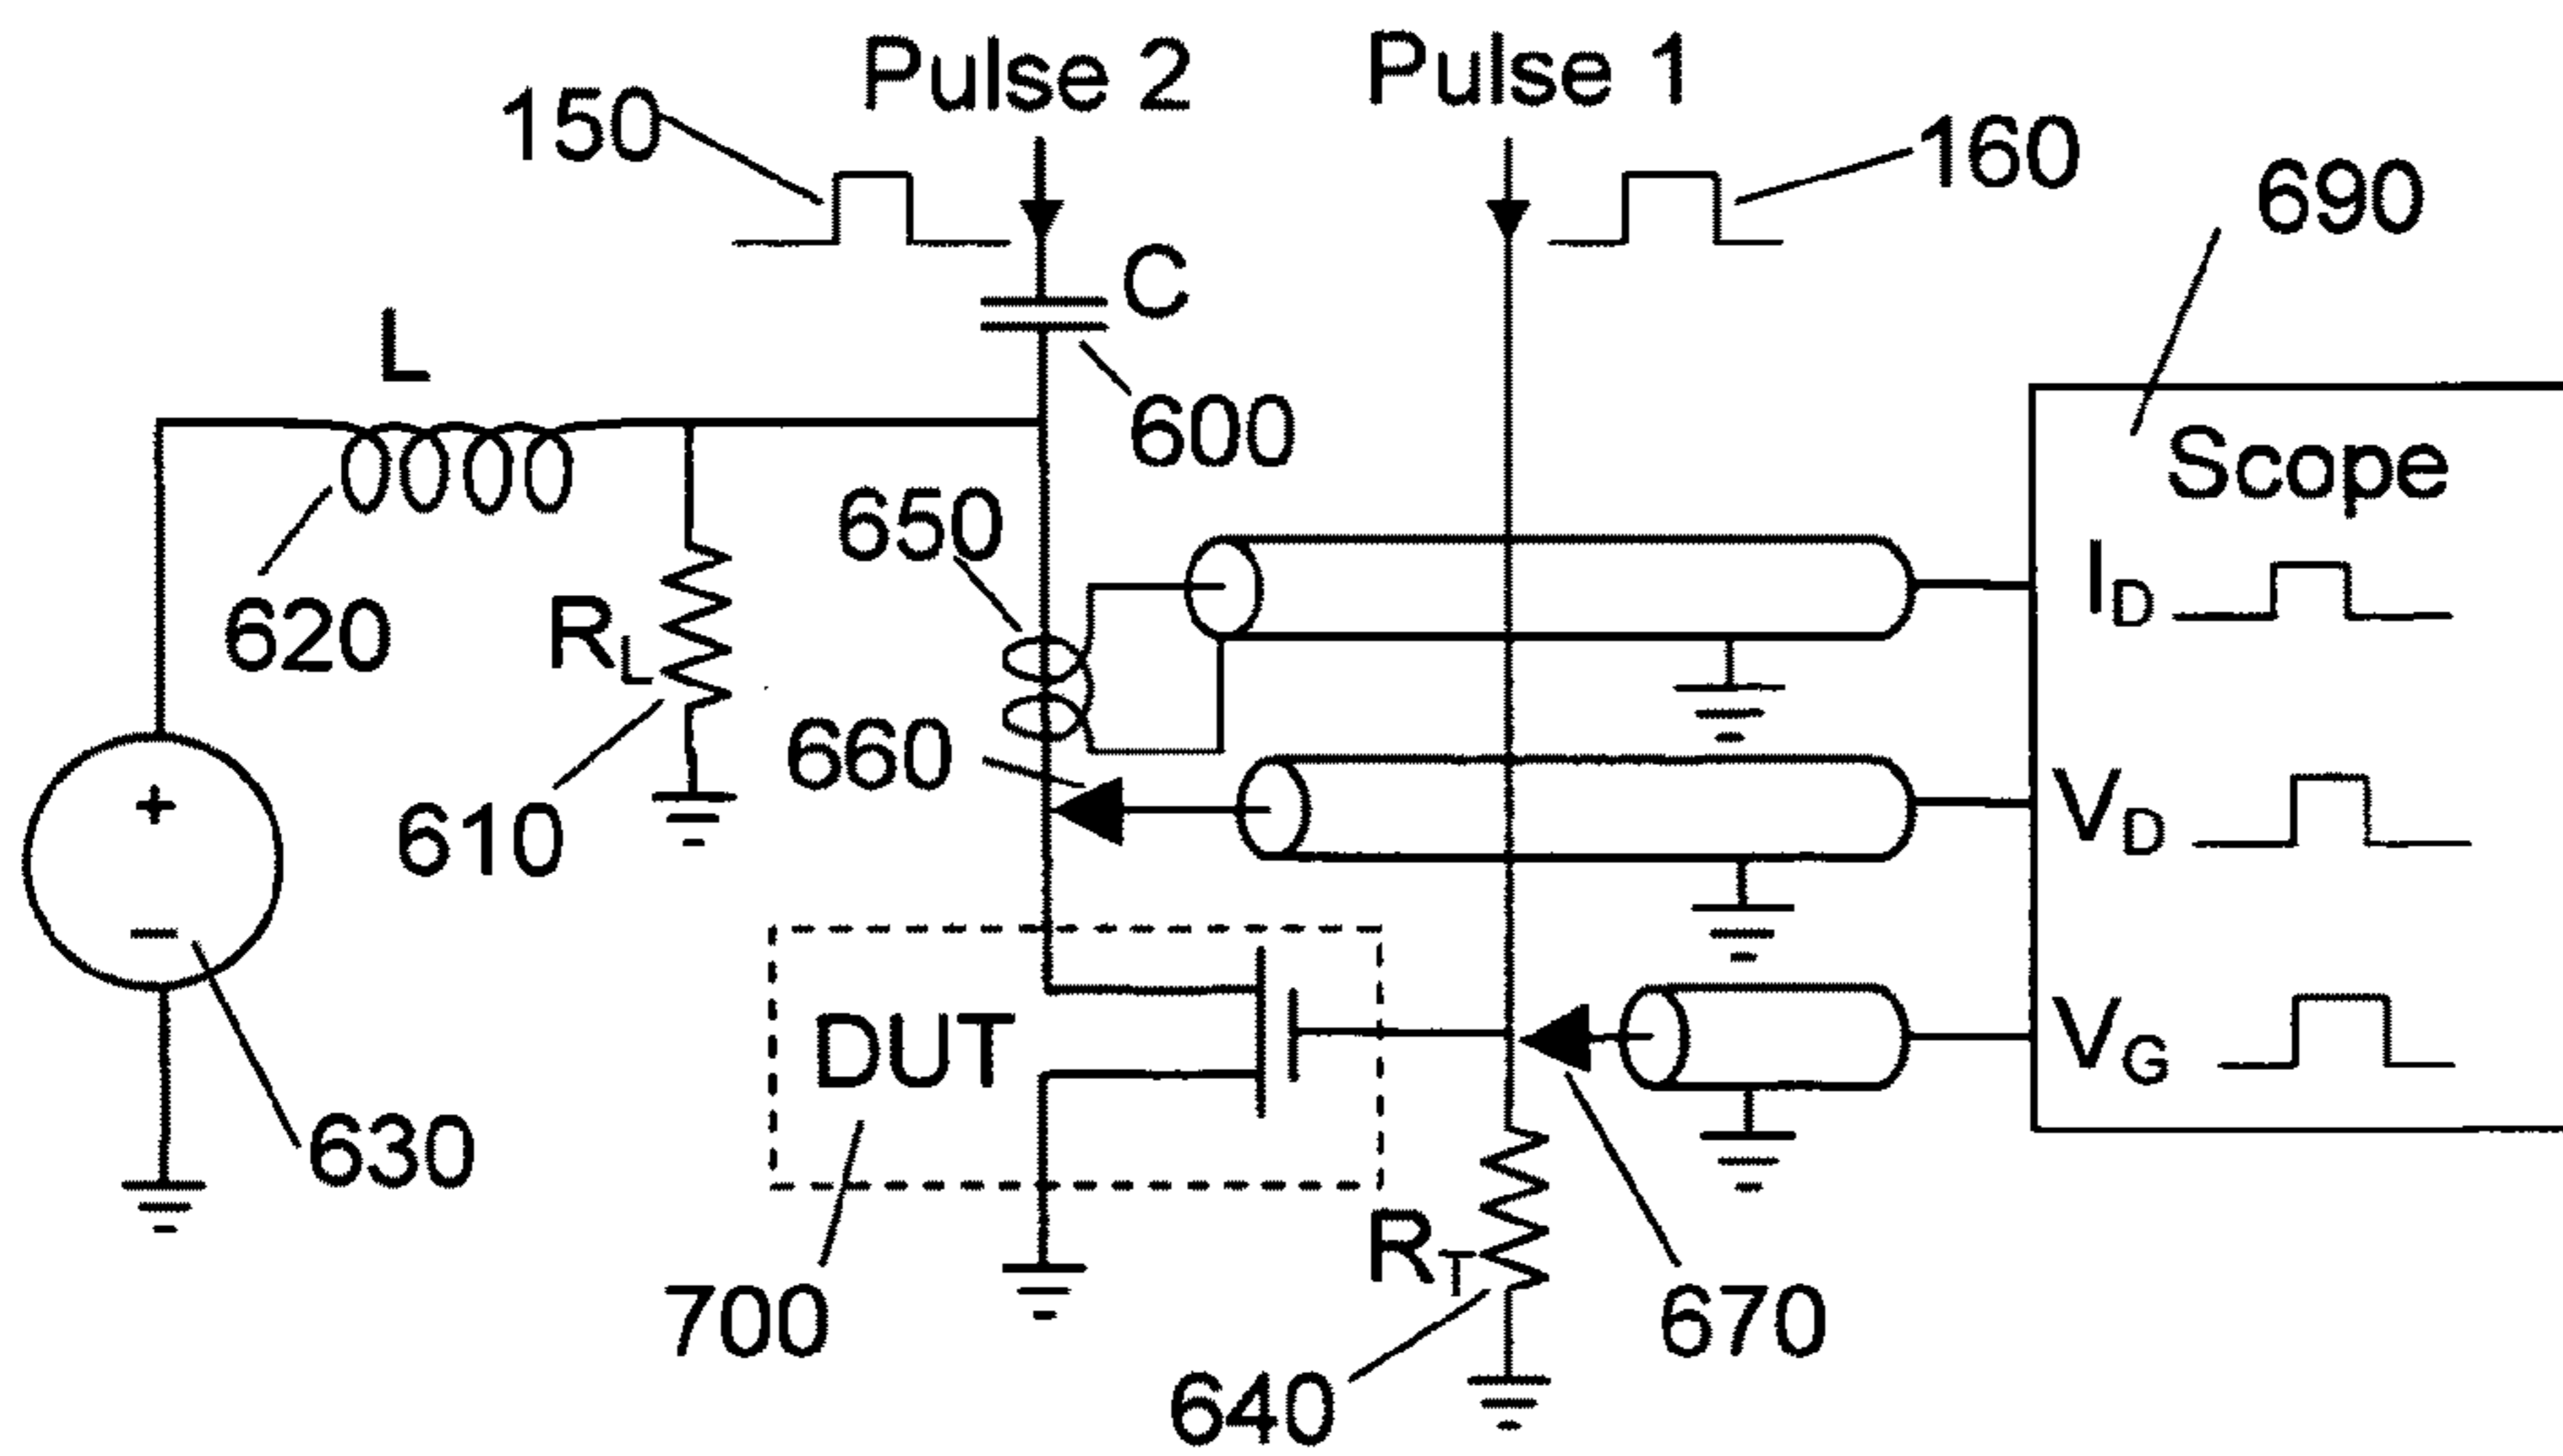 Pulse 2
Pulse 1
150
160
690
C
L
600
Scope
650
I_D
620
R_L
660
V_D
610
+
−
DUT
V_G
630
R_T
700
670
640